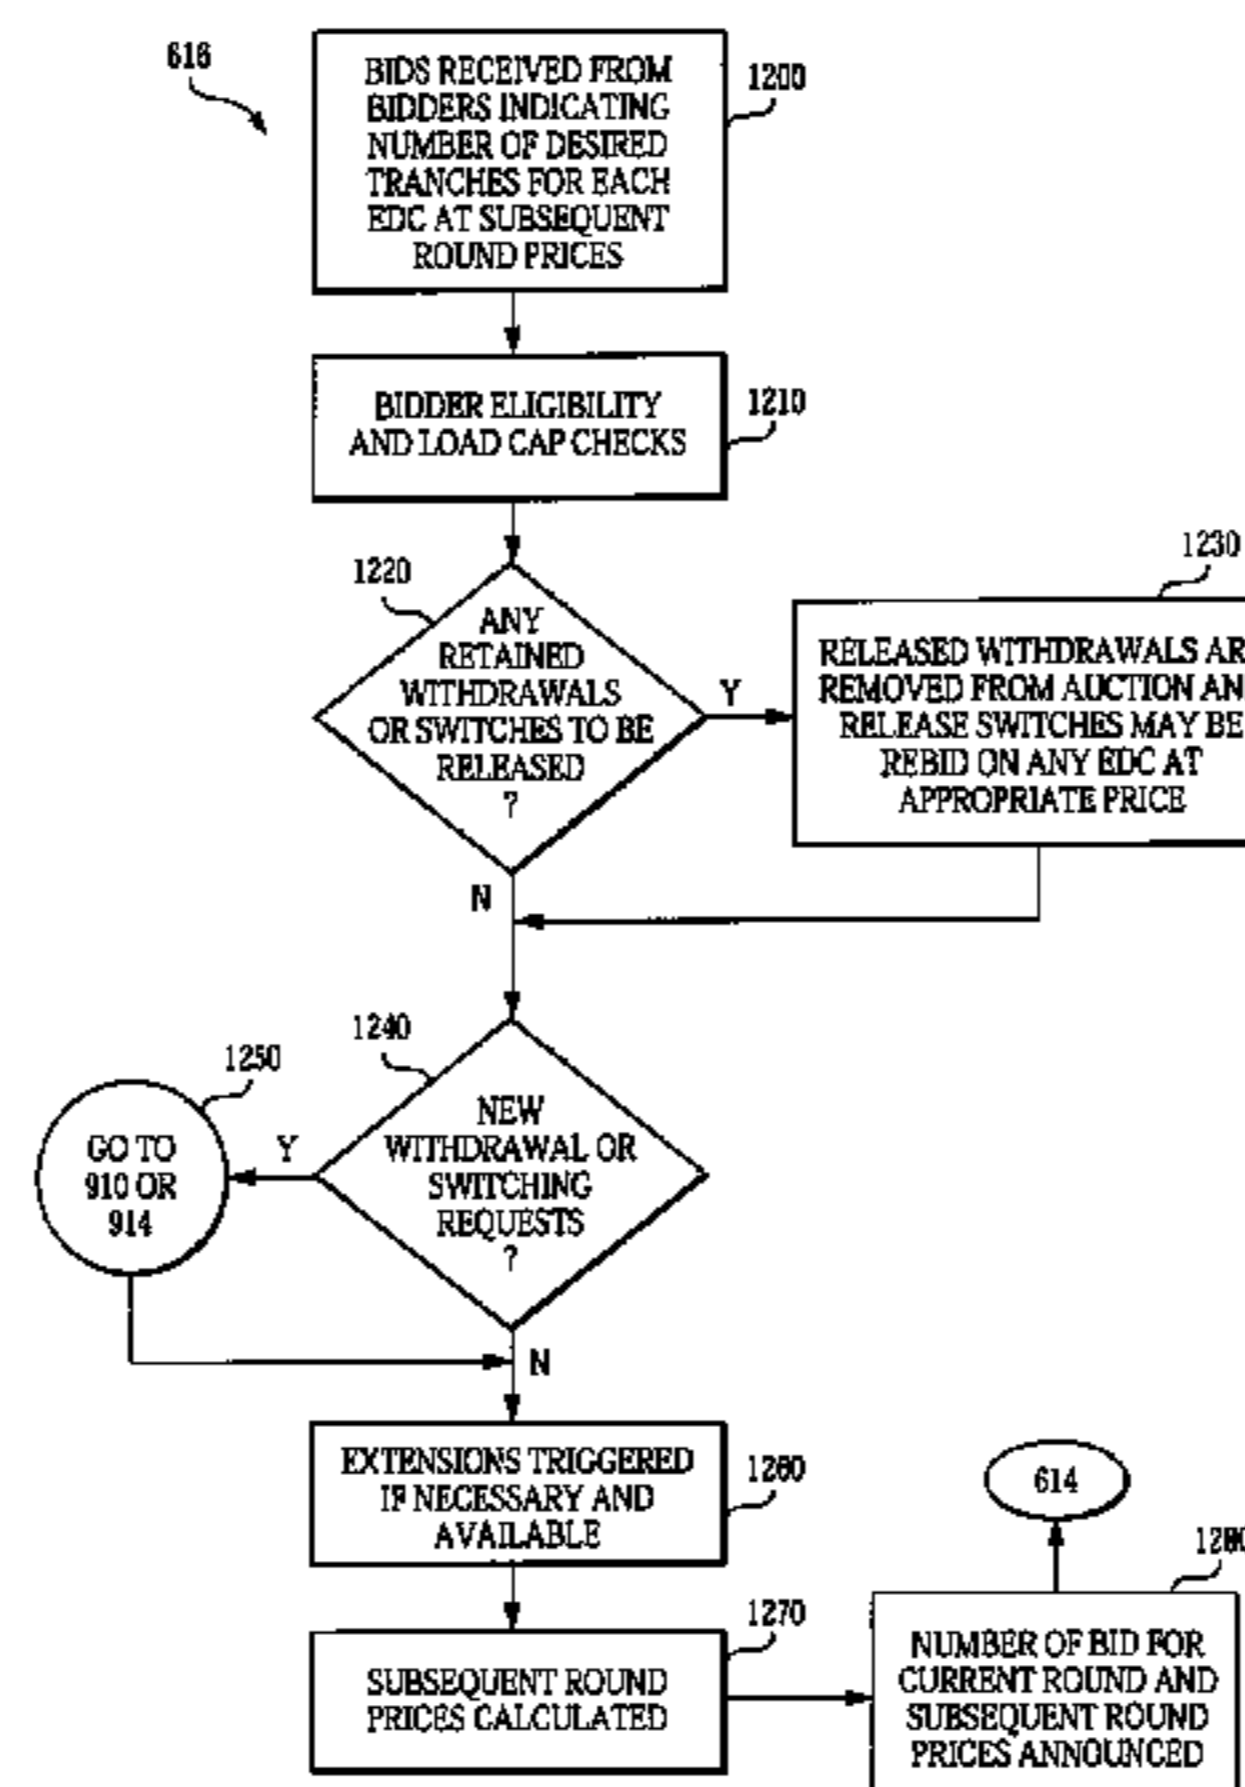 616
BIDS RECEIVED FROM
BIDDERS INDICATING
NUMBER OF DESIRED
TRANCHES FOR EACH
EDC AT SUBSEQUENT
ROUND PRICES
1200
BIDDER ELIGIBILITY
AND LOAD CAP CHECKS
1210
1220
ANY
RETAINED
WITHDRAWALS
OR SWITCHES TO BE
RELEASED
?
Y
N
1230
RELEASED WITHDRAWALS AR
REMOVED FROM AUCTION AN
RELEASE SWITCHES MAY BE
REBID ON ANY EDC AT
APPROPRIATE PRICE
1240
NEW
WITHDRAWAL OR
SWITCHING
REQUESTS
?
Y
N
1250
GO TO
910 OR
914
EXTENSIONS TRIGGERED
IF NECESSARY AND
AVAILABLE
1260
SUBSEQUENT ROUND
PRICES CALCULATED
1270
614
1280
NUMBER OF BID FOR
CURRENT ROUND AND
SUBSEQUENT ROUND
PRICES ANNOUNCED